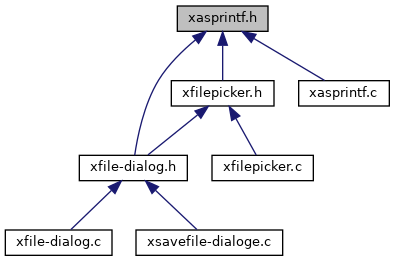 xasprintf.h
xfilepicker.h
xasprintf.c
xfile-dialog.h
xfilepicker.c
xfile-dialog.c
xsavefile-dialoge.c